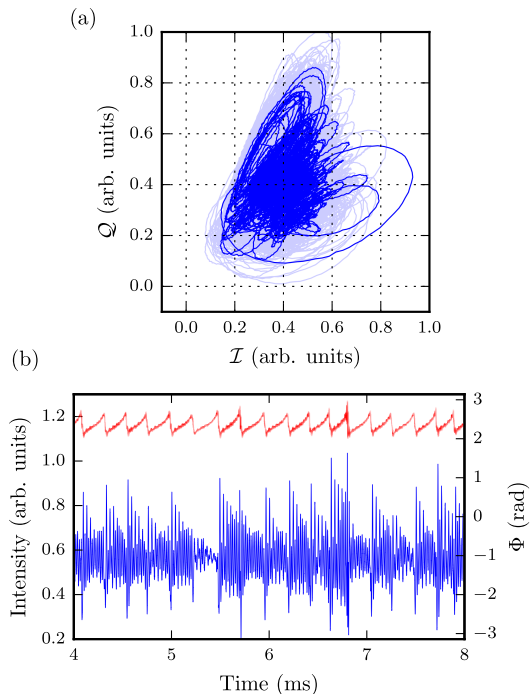 (a)
1.0
0.8
0.6
0.4
0.2
0.0
Q (arb. units)
0.0 0.2 0.4 0.6 0.8 1.0
I (arb. units)
(b)
1.2
1.0
0.8
0.6
0.4
0.2
Intensity (arb. units)
3
2
1
0
−1
−2
−3
Φ (rad)
4 5 6 7 8
Time (ms)